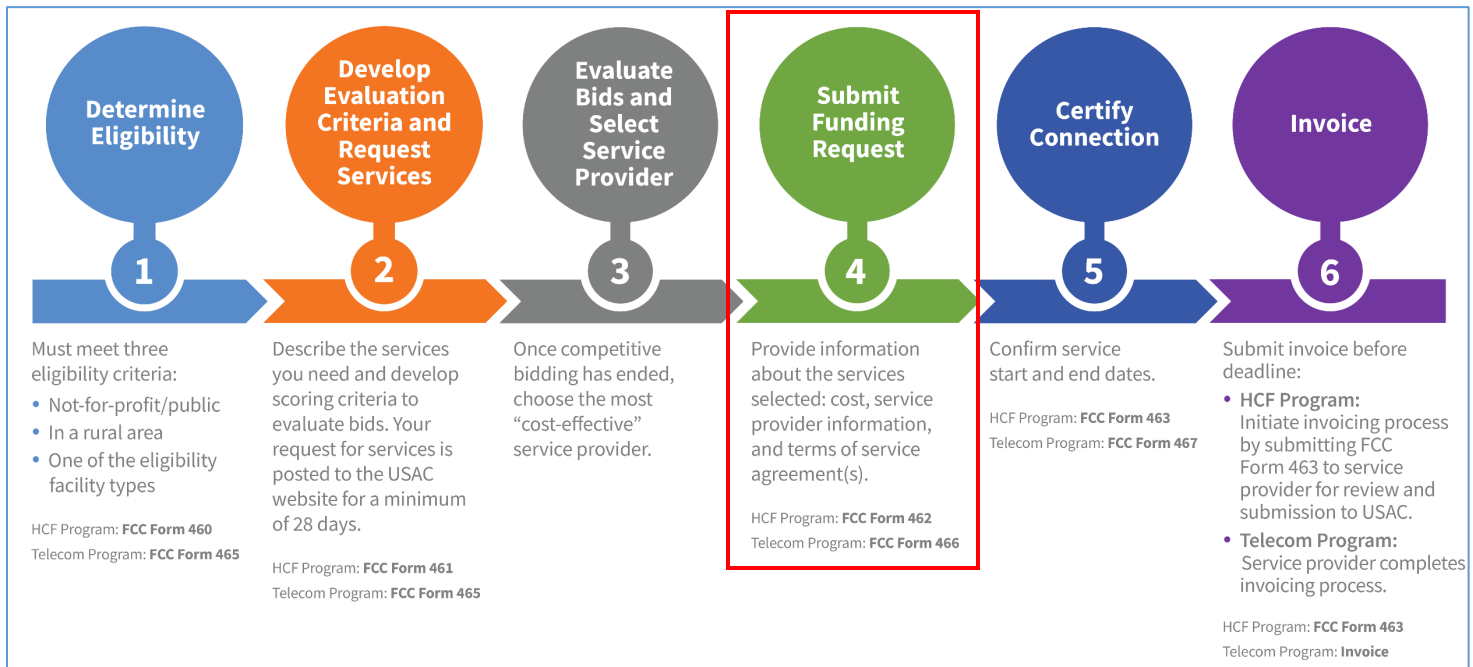 Determine
Eligibility
1
Must meet three
eligibility criteria:
• Not-for-profit/public
• In a rural area
• One of the eligibility
facility types
HCF Program: FCC Form 460
Telecom Program: FCC Form 465
Develop
Evaluation
Criteria and
Request
Services
2
Describe the services
you need and develop
scoring criteria to
evaluate bids. Your
request for services is
posted to the USAC
website for a minimum
of 28 days.
HCF Program: FCC Form 461
Telecom Program: FCC Form 465
Evaluate
Bids and
Select
Service
Provider
3
Once competitive
bidding has ended,
choose the most
“cost-effective”
service provider.
Submit
Funding
Request
4
Provide information
about the services
selected: cost, service
provider information,
and terms of service
agreement(s).
HCF Program: FCC Form 462
Telecom Program: FCC Form 466
Certify
Connection
5
Confirm service
start and end dates.
HCF Program: FCC Form 463
Telecom Program: FCC Form 467
Invoice
6
Submit invoice before
deadline:
• HCF Program:
Initiate invoicing process
by submitting FCC
Form 463 to service
provider for review and
submission to USAC.
• Telecom Program:
Service provider completes
invoicing process.
HCF Program: FCC Form 463
Telecom Program: Invoice